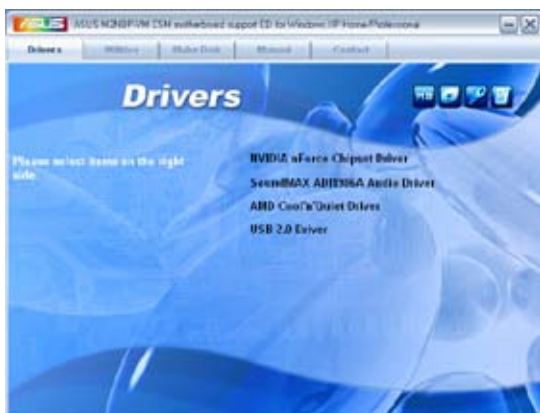 ASUS M2NBP-VM CSM motherboard support CD for Windows XP Home/Professional
Drivers Utilities Make Disk Manual Contact
Drivers
Please select items on the right
side.
NVIDIA nForce Chipset Driver
SoundMAX ADI1986A Audio Driver
AMD Cool'n'Quiet Driver
USB 2.0 Driver